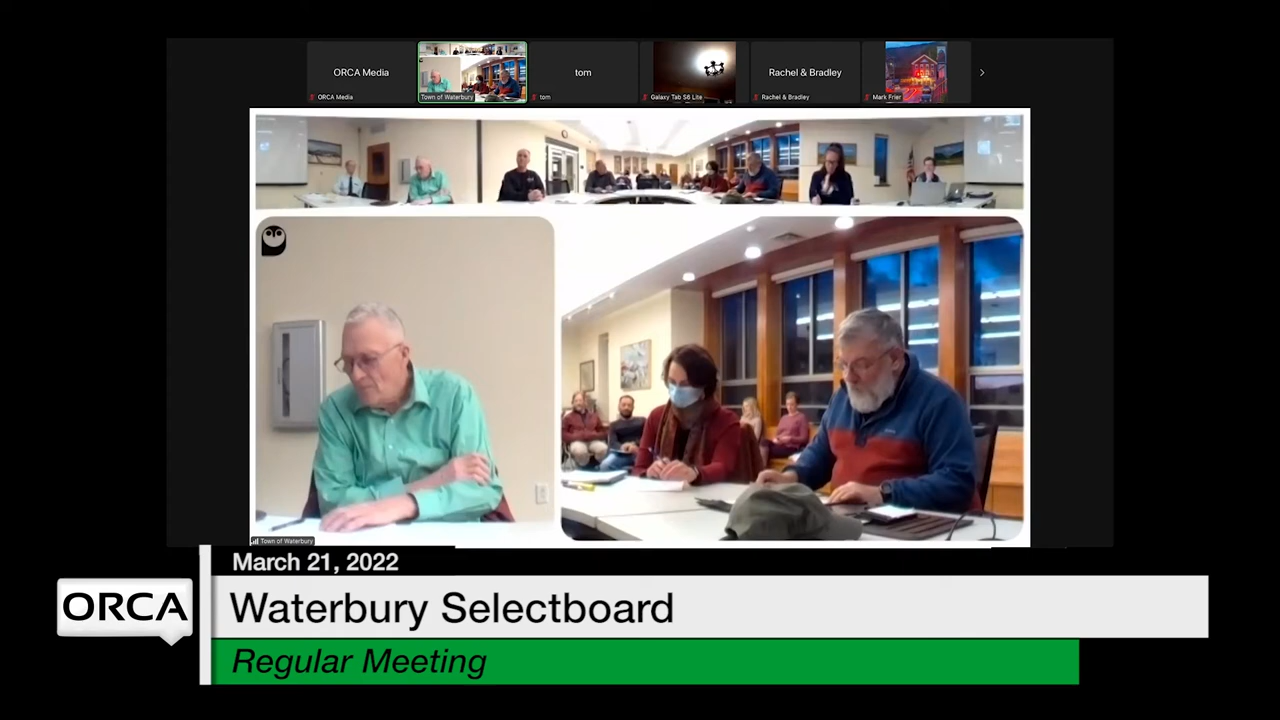 ORCA Media
tom
Rachel & Bradley
ORCA Media
Town of Waterbury
tom
Galaxy Tab S6 Lite
Rachel & Bradley
Mark Frier
Town of Waterbury
March 21, 2022
ORCA
Waterbury Selectboard
Regular Meeting